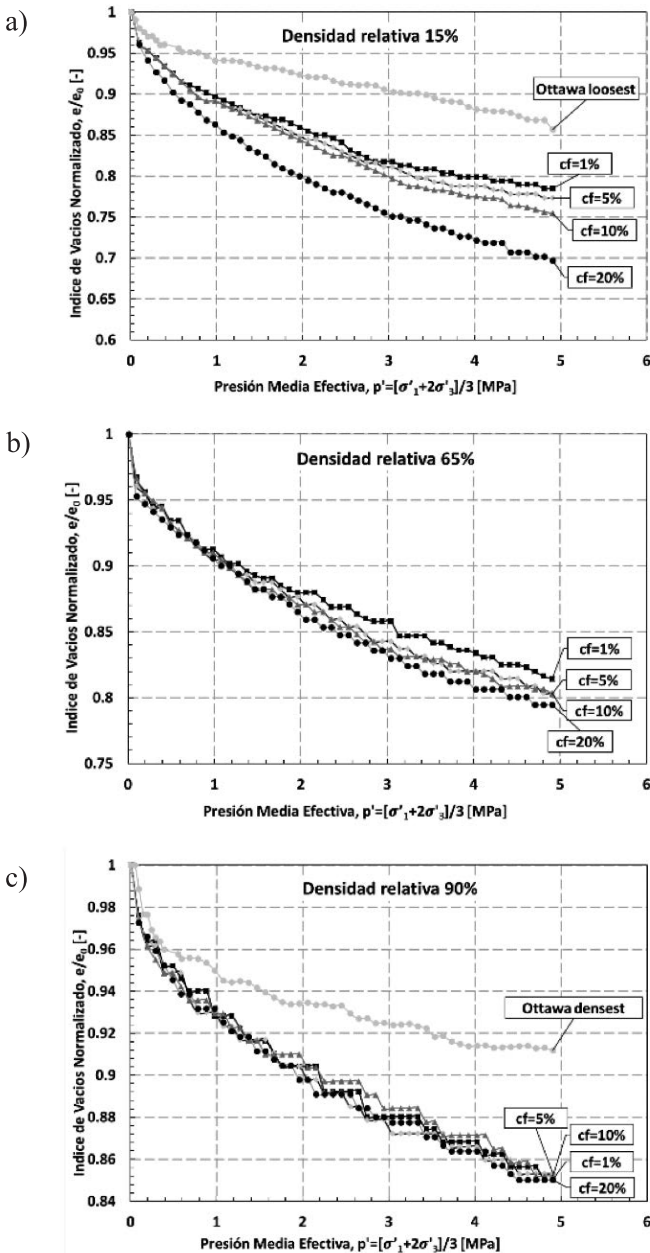 a)
Densidad relativa 15%
Indice de Vacios Normalizado, e/e₀ [-]
1
0.95
0.9
0.85
0.8
0.75
0.7
0.65
0.6
Ottawa loosest
cf=1%
cf=5%
cf=10%
cf=20%
0 1 2 3 4 5 6
Presión Media Efectiva, p'=[σ'₁+2σ'₃]/3 [MPa]
b)
Densidad relativa 65%
Indice de Vacios Normalizado, e/e₀ [-]
1
0.95
0.9
0.85
0.8
0.75
cf=1%
cf=5%
cf=10%
cf=20%
0 1 2 3 4 5 6
Presión Media Efectiva, p'=[σ'₁+2σ'₃]/3 [MPa]
c)
Densidad relativa 90%
Indice de Vacios Normalizado, e/e₀ [-]
1
0.98
0.96
0.94
0.92
0.9
0.88
0.86
0.84
Ottawa densest
cf=5%
cf=10%
cf=1%
cf=20%
0 1 2 3 4 5 6
Presión Media Efectiva, p'=[σ'₁+2σ'₃]/3 [MPa]